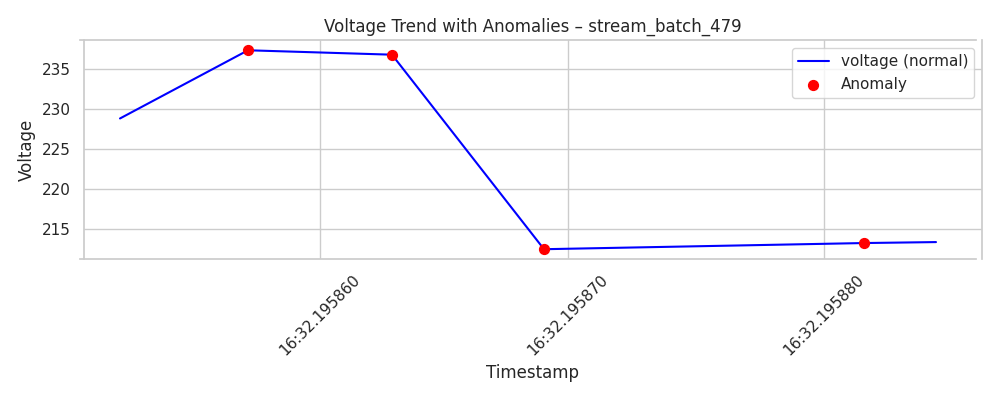 Voltage Trend with Anomalies – stream_batch_479
voltage (normal)
Anomaly
Voltage
235
230
225
220
215
16:32.195860
16:32.195870
16:32.195880
Timestamp